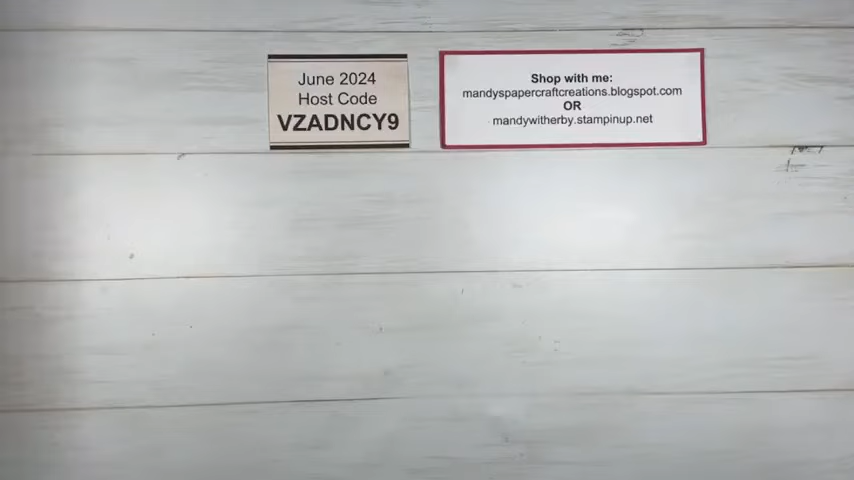 June 2024
Host Code
VZADNCY9
Shop with me:
mandyspapercraftcreations.blogspot.com
OR
mandywitherby.stampinup.net